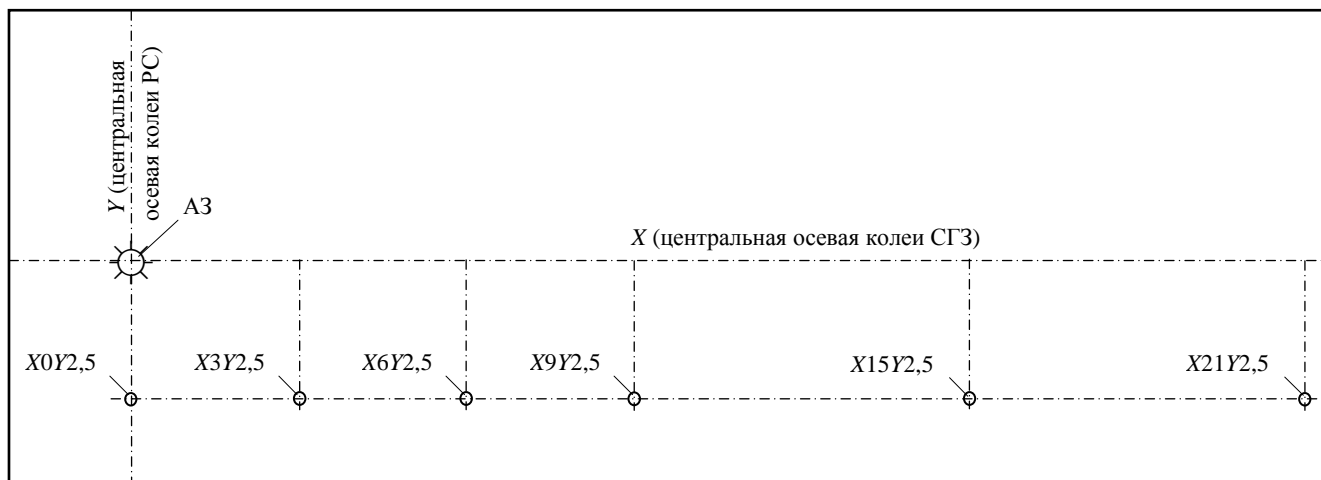 Y (центральная
осевая колеи РС)
АЗ
X (центральная осевая колеи СГЗ)
X0Y2,5
X3Y2,5
X6Y2,5
X9Y2,5
X15Y2,5
X21Y2,5